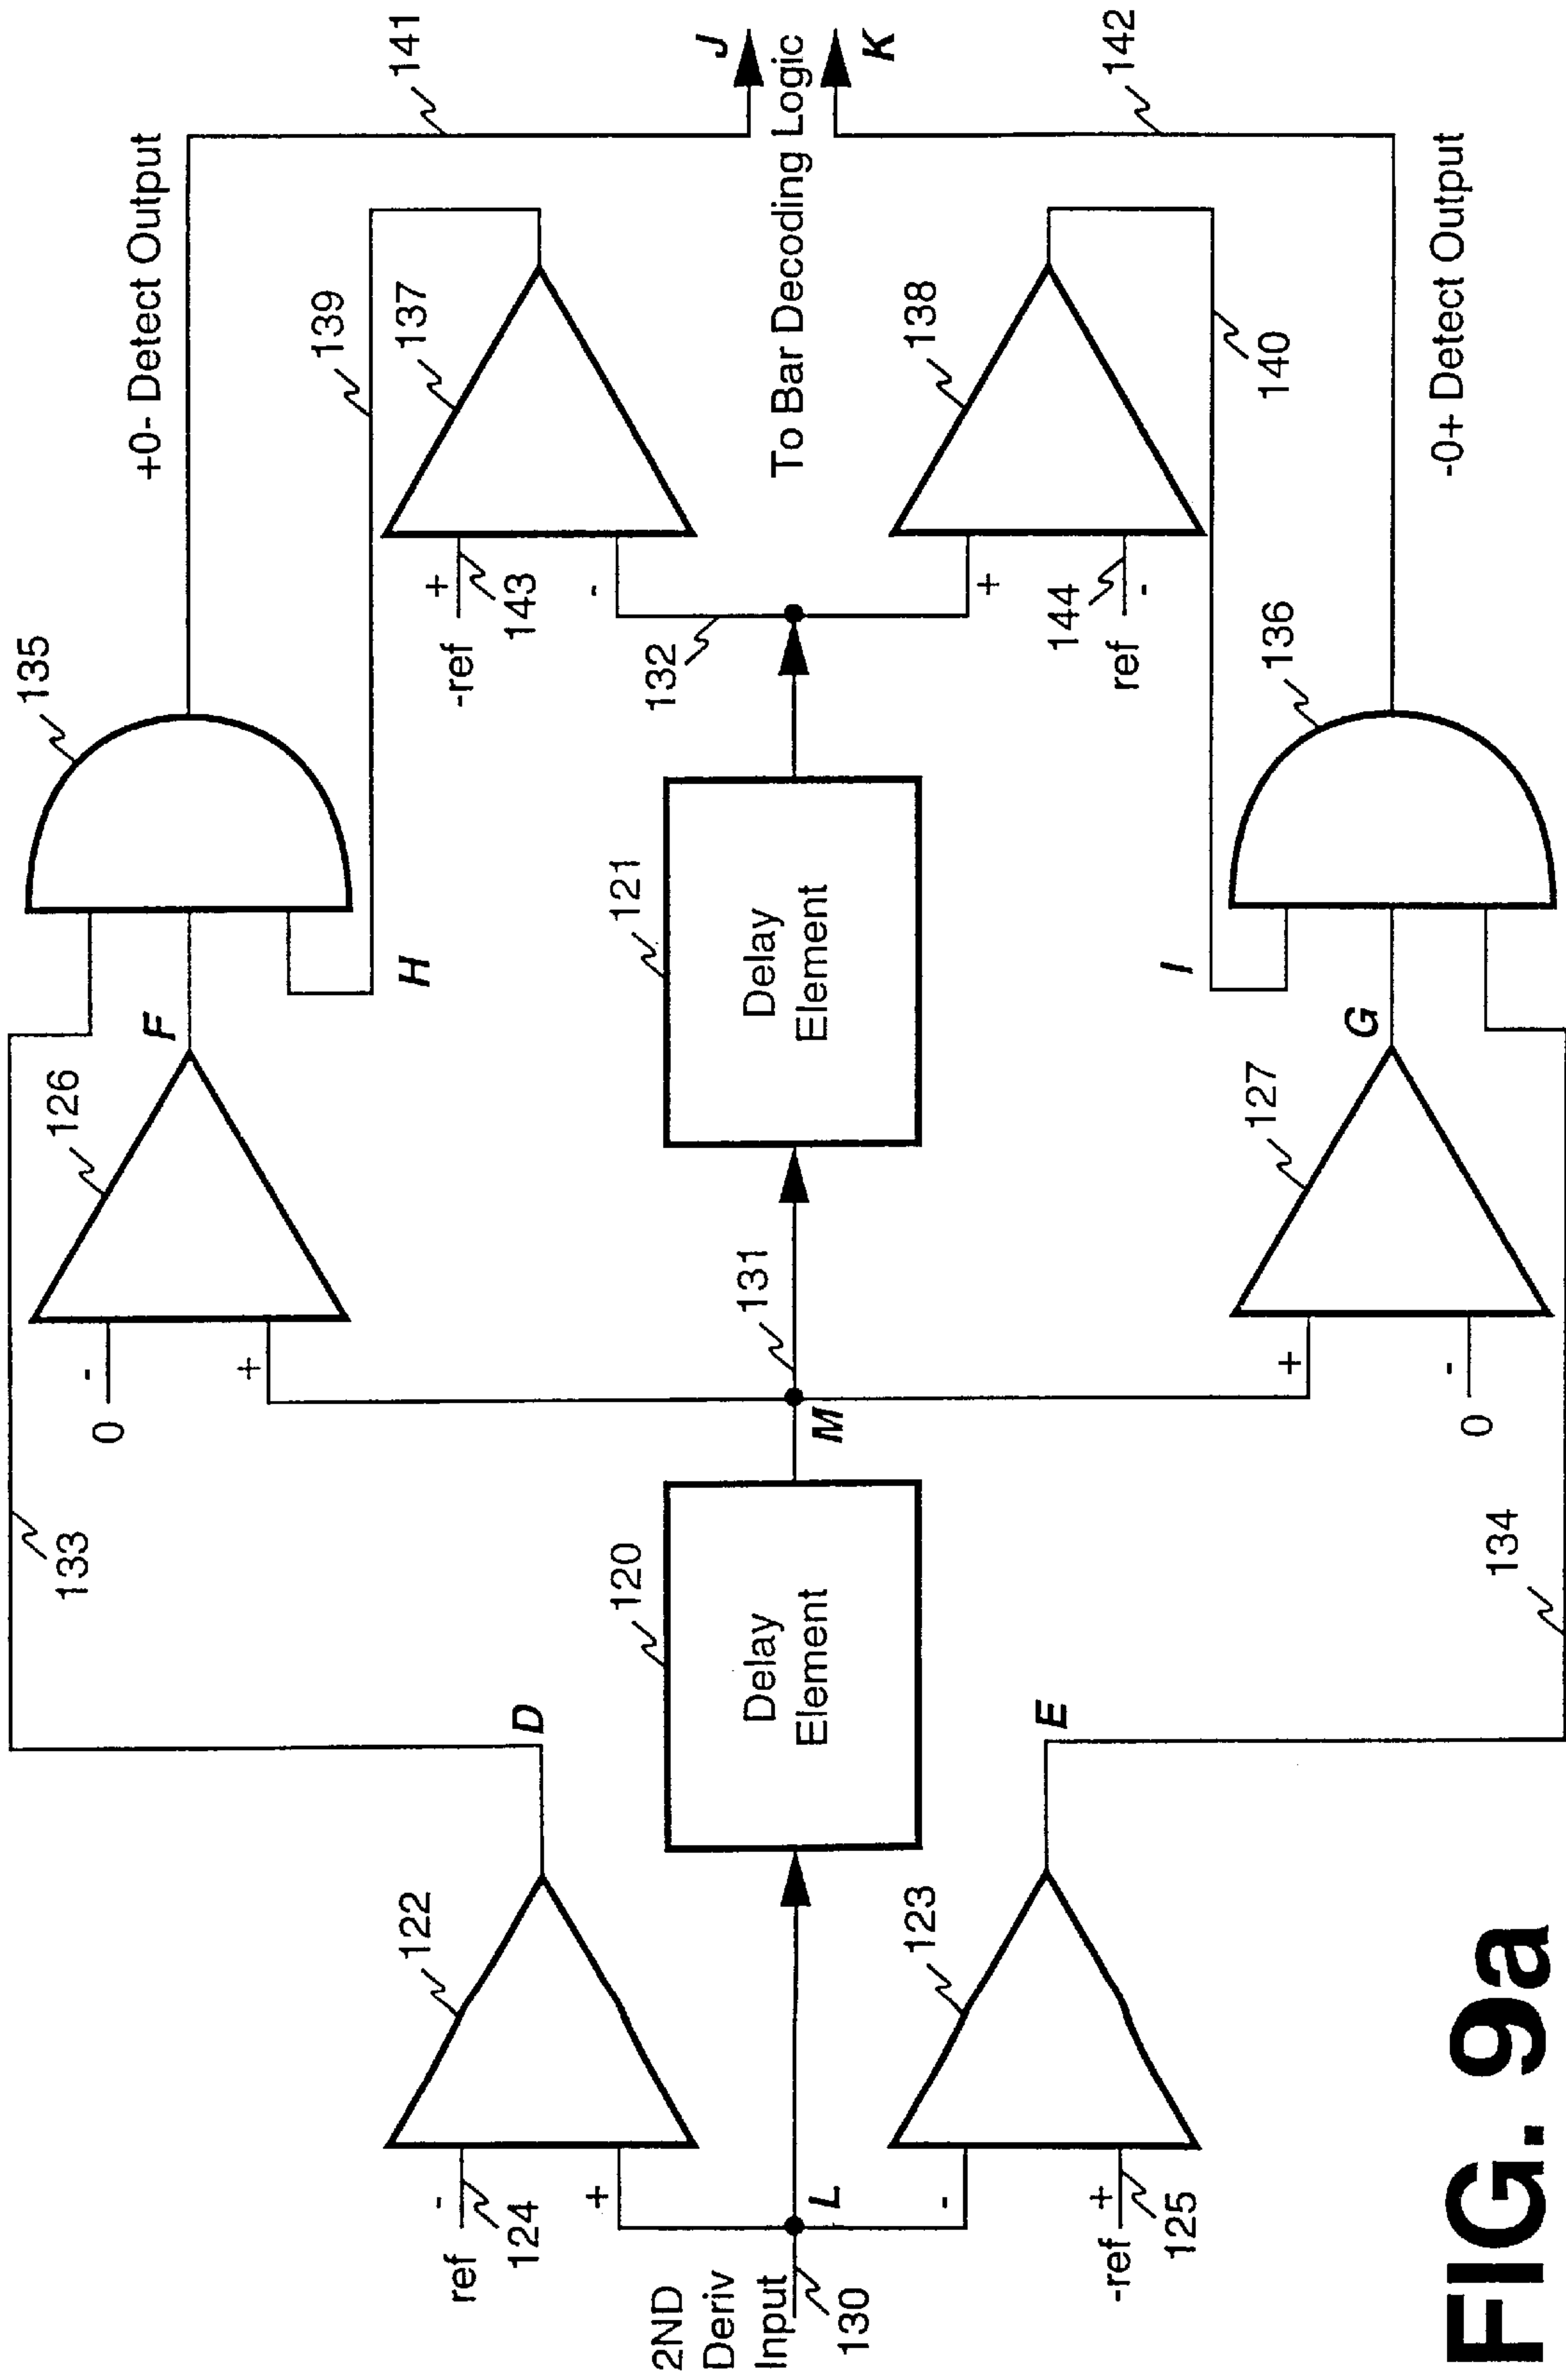 2ND
Deriv
Input
130
L
ref
124
-
+
122
D
133
-
+
-ref
125
123
E
134
120
Delay
Element
M
131
0
-
+
126
F
+
-
0
127
G
121
Delay
Element
135
H
139
136
I
140
132
-ref
+
143
-
137
+
144
-
ref
138
+0- Detect Output
141
J
To Bar Decoding Logic
K
142
-0+ Detect Output
FIG. 9a